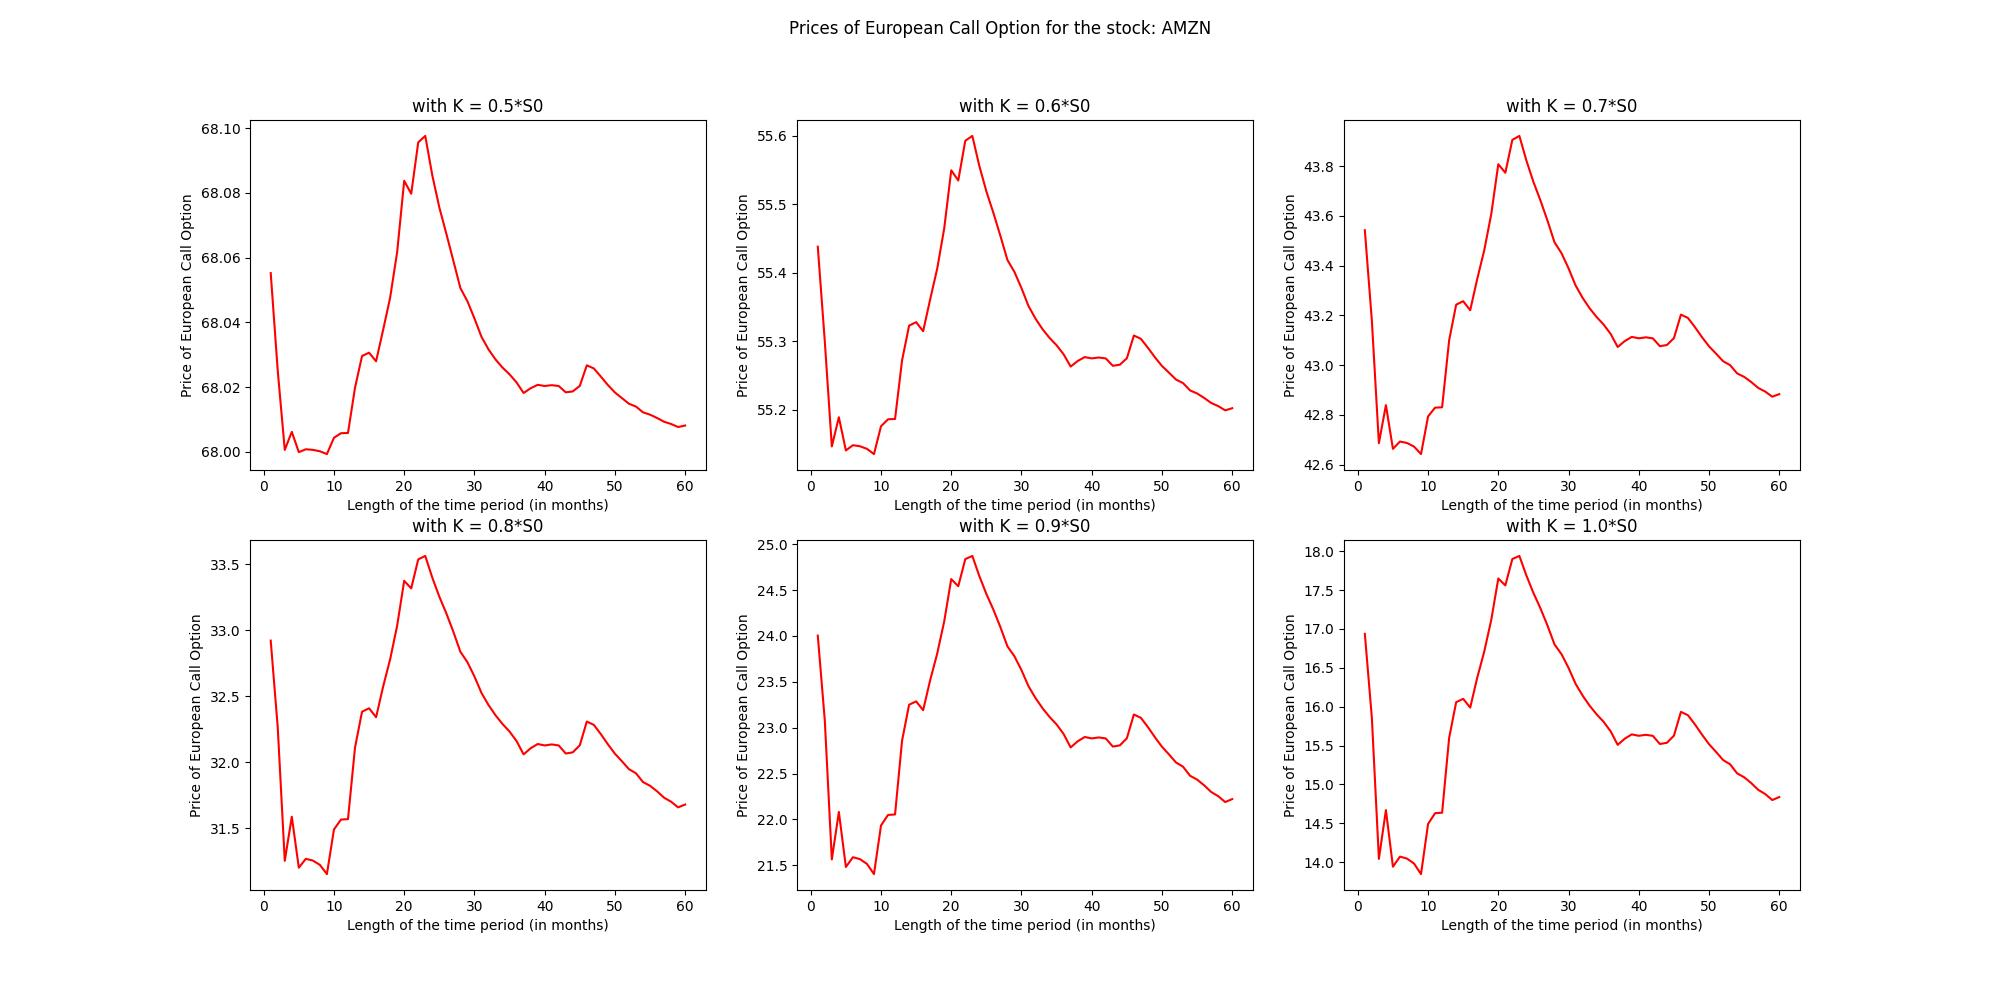 Prices of European Call Option for the stock: AMZN
with K = 0.5*S0
68.10
68.08
68.06
68.04
68.02
68.00
Price of European Call Option
0 10 20 30 40 50 60
Length of the time period (in months)
with K = 0.6*S0
55.6
55.5
55.4
55.3
55.2
Price of European Call Option
0 10 20 30 40 50 60
Length of the time period (in months)
with K = 0.7*S0
43.8
43.6
43.4
43.2
43.0
42.8
42.6
Price of European Call Option
0 10 20 30 40 50 60
Length of the time period (in months)
with K = 0.8*S0
33.5
33.0
32.5
32.0
31.5
Price of European Call Option
0 10 20 30 40 50 60
Length of the time period (in months)
with K = 0.9*S0
25.0
24.5
24.0
23.5
23.0
22.5
22.0
21.5
Price of European Call Option
0 10 20 30 40 50 60
Length of the time period (in months)
with K = 1.0*S0
18.0
17.5
17.0
16.5
16.0
15.5
15.0
14.5
14.0
Price of European Call Option
0 10 20 30 40 50 60
Length of the time period (in months)